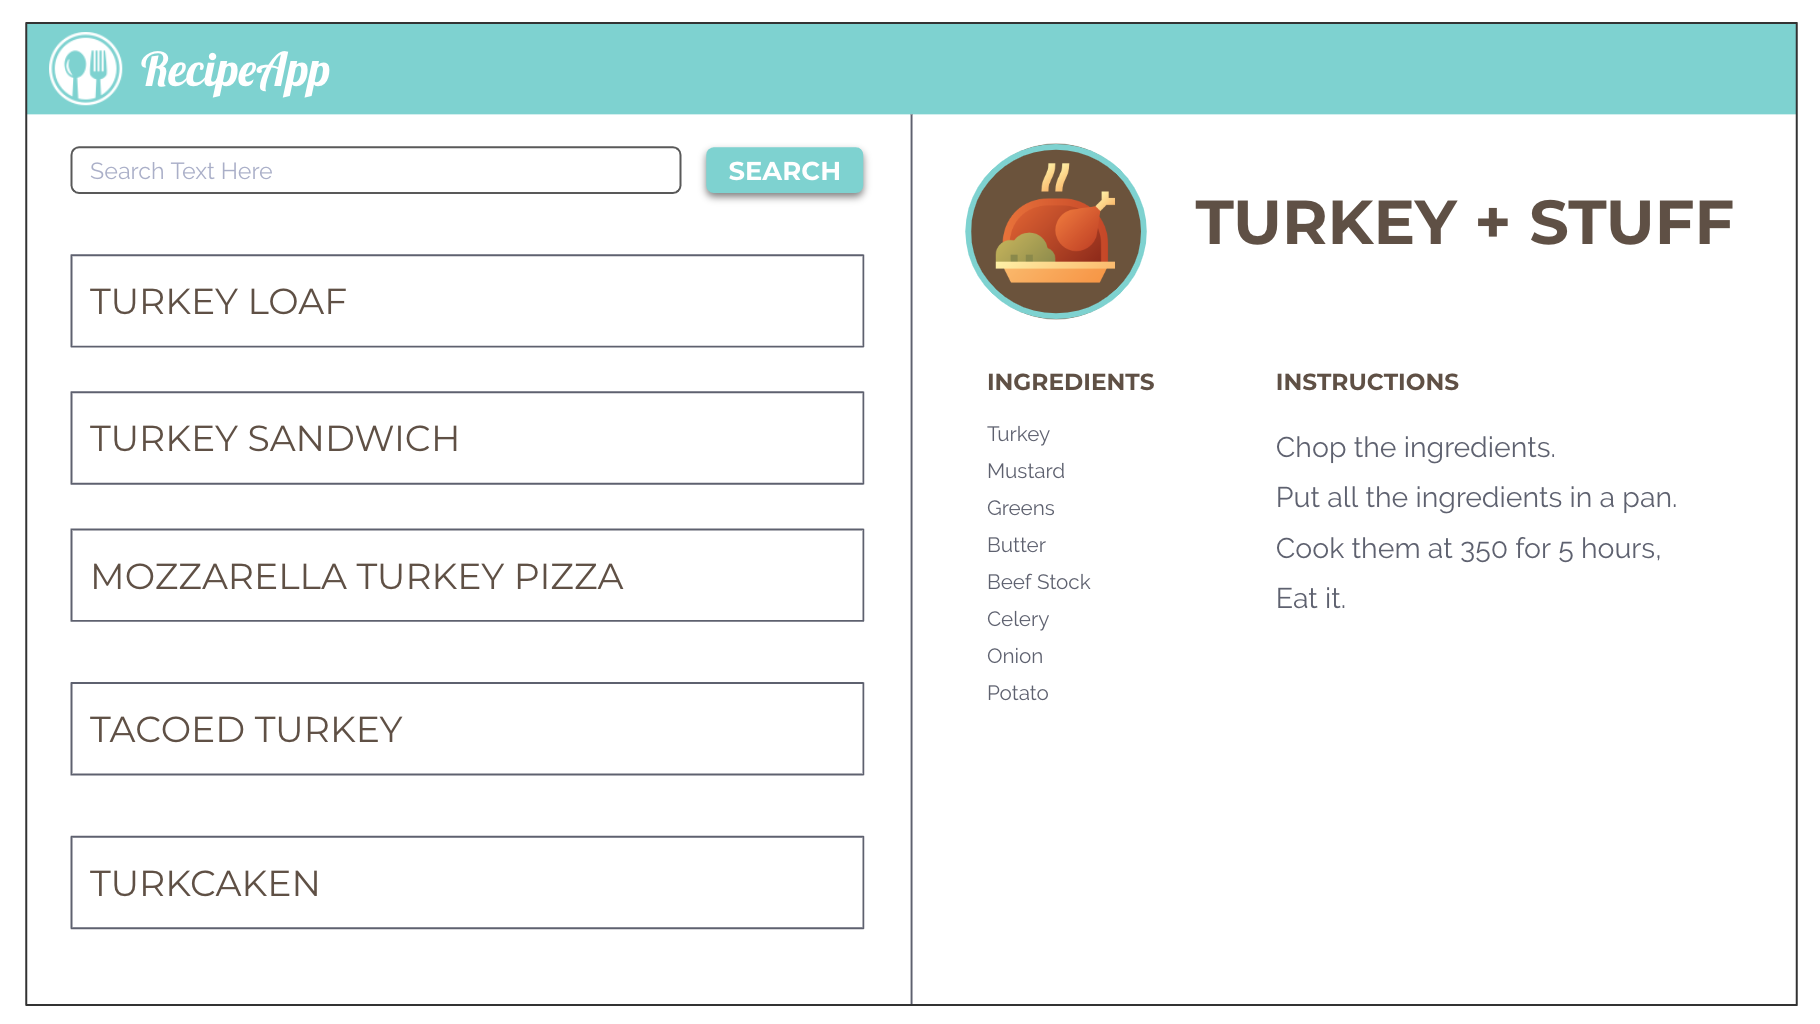 RecipeApp
Search Text Here
SEARCH
TURKEY LOAF
TURKEY SANDWICH
MOZZARELLA TURKEY PIZZA
TACOED TURKEY
TURKCAKEN
TURKEY + STUFF
INGREDIENTS
Turkey
Mustard
Greens
Butter
Beef Stock
Celery
Onion
Potato
INSTRUCTIONS
Chop the ingredients.
Put all the ingredients in a pan.
Cook them at 350 for 5 hours,
Eat it.